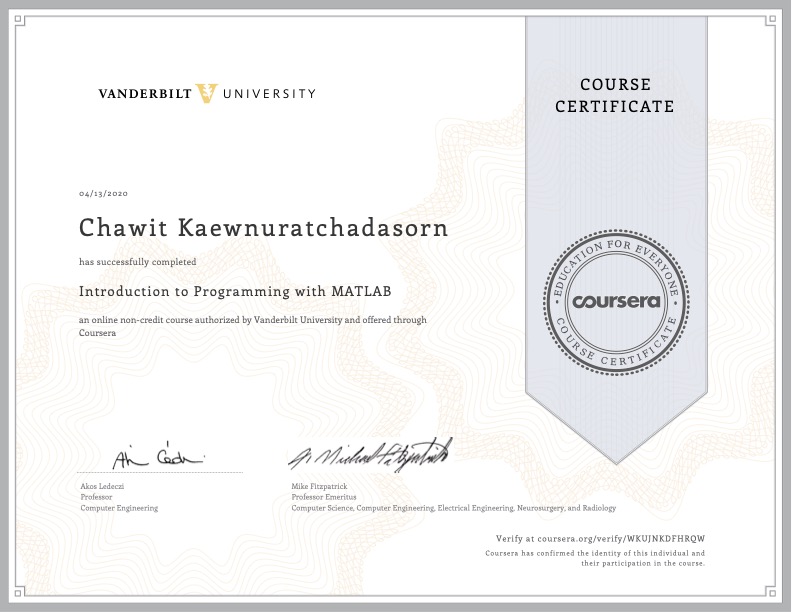 VANDERBILT UNIVERSITY
COURSE
CERTIFICATE
04/13/2020
Chawit Kaewnuratchadasorn
has successfully completed
Introduction to Programming with MATLAB
an online non-credit course authorized by Vanderbilt University and offered through
Coursera
EDUCATION FOR EVERYONE
coursera
COURSE CERTIFICATE
Akos Ledeczi
Professor
Computer Engineering
Mike Fitzpatrick
Professor Emeritus
Computer Science, Computer Engineering, Electrical Engineering, Neurosurgery, and Radiology
Verify at coursera.org/verify/WKUJNKDFHRQW
Coursera has confirmed the identity of this individual and
their participation in the course.